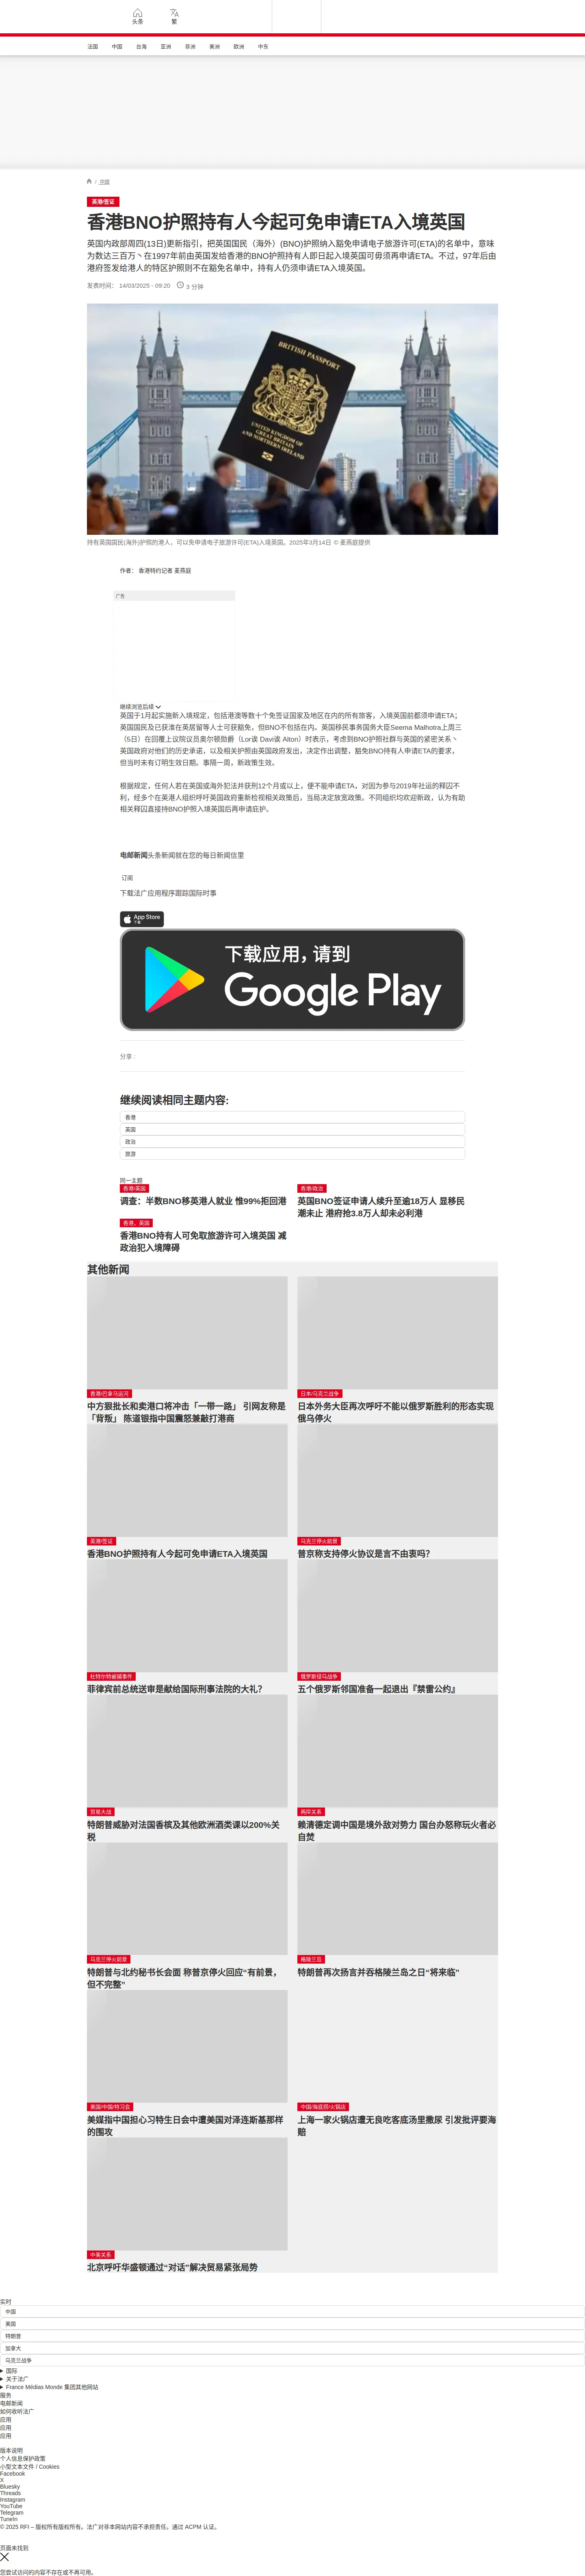 头条
繁
法国
中国
台海
亚洲
非洲
美洲
欧洲
中东
/ 中国
英港/签证
香港BNO护照持有人今起可免申请ETA入境英国
英国内政部周四(13日)更新指引，把英国国民（海外）(BNO)护照纳入豁免申请电子旅游许可(ETA)的名单中，意味
为数达三百万丶在1997年前由英国发给香港的BNO护照持有人即日起入境英国可毋须再申请ETA。不过，97年后由
港府签发给港人的特区护照则不在豁免名单中，持有人仍须申请ETA入境英国。
发表时间： 14/03/2025 - 09:20
3 分钟
BRITISH PASSPORT
UNITED KINGDOM OF
GREAT BRITAIN
AND NORTHERN IRELAND
持有英国国民(海外)护照的港人，可以免申请电子旅游许可(ETA)入境英国。2025年3月14日 © 麦燕庭提供
作者： 香港特约记者 麦燕庭
广告
继续浏览后续
英国于1月起实施新入境规定，包括港澳等数十个免签证国家及地区在内的所有旅客，入境英国前都须申请ETA；
英国国民及已获淮在英居留等人士可获豁免，但BNO不包括在内。英国移民事务国务大臣Seema Malhotra上周三
（5日）在回覆上议院议员奥尔顿勋爵（Lor读 Davi读 Alton）时表示，考虑到BNO护照社群与英国的紧密关系丶
英国政府对他们的历史承诺，以及相关护照由英国政府发出，决定作出调整，豁免BNO持有人申请ETA的要求，
但当时未有订明生效日期。事隔一周，新政策生效。
根据规定，任何人若在英国或海外犯法并获刑12个月或以上，便不能申请ETA，对因为参与2019年社运的释囚不
利，经多个在英港人组织呼吁英国政府重新检视相关政策后，当局决定放宽政策。不同组织均欢迎新政，认为有助
相关释囚直接持BNO护照入境英国后再申请庇护。
电邮新闻头条新闻就在您的每日新闻信里
订阅
下载法广应用程序跟踪国际时事
App Store
下载
下载应用，请到
Google Play
分享 :
继续阅读相同主题内容:
香港
英国
政治
旅游
同一主题
香港/英国
调查：半数BNO移英港人就业 惟99%拒回港
香港/政治
英国BNO签证申请人续升至逾18万人 显移民
潮未止 港府抢3.8万人却未必利港
香港，英国
香港BNO持有人可免取旅游许可入境英国 减
政治犯入境障碍
其他新闻
香港/巴拿马运河
中方狠批长和卖港口将冲击「一带一路」 引网友称是
「背叛」 陈道银指中国震怒兼敲打港商
日本/乌克兰战争
日本外务大臣再次呼吁不能以俄罗斯胜利的形态实现
俄乌停火
英港/签证
香港BNO护照持有人今起可免申请ETA入境英国
乌克兰停火前景
普京称支持停火协议是言不由衷吗？
杜特尔特被捕事件
菲律宾前总统送审是献给国际刑事法院的大礼？
俄罗斯侵乌战争
五个俄罗斯邻国准备一起退出『禁雷公约』
贸易大战
特朗普威胁对法国香槟及其他欧洲酒类课以200%关
税
两岸关系
赖清德定调中国是境外敌对势力 国台办怒称玩火者必
自焚
乌克兰停火前景
特朗普与北约秘书长会面 称普京停火回应“有前景，
但不完整”
格陵兰岛
特朗普再次扬言并吞格陵兰岛之日“将来临”
美国/中国/特习会
美媒指中国担心习特生日会中遭美国对泽连斯基那样
的围攻
中国/海底捞/火锅店
上海一家火锅店遭无良吃客底汤里撒尿 引发批评要海
赔
中美关系
北京呼吁华盛顿通过“对话”解决贸易紧张局势
实时
中国
美国
特朗普
加拿大
乌克兰战争
国际
关于法广
France Médias Monde 集团其他网站
服务
电邮新闻
如何收听法广
应用
应用
应用
版本说明
个人信息保护政策
小型文本文件 / Cookies
Facebook
X
Bluesky
Threads
Instagram
YouTube
Telegram
TuneIn
© 2025 RFI – 版权所有版权所有。法广对非本网站内容不承担责任。通过 ACPM 认证。
页面未找到
您尝试访问的内容不存在或不再可用。